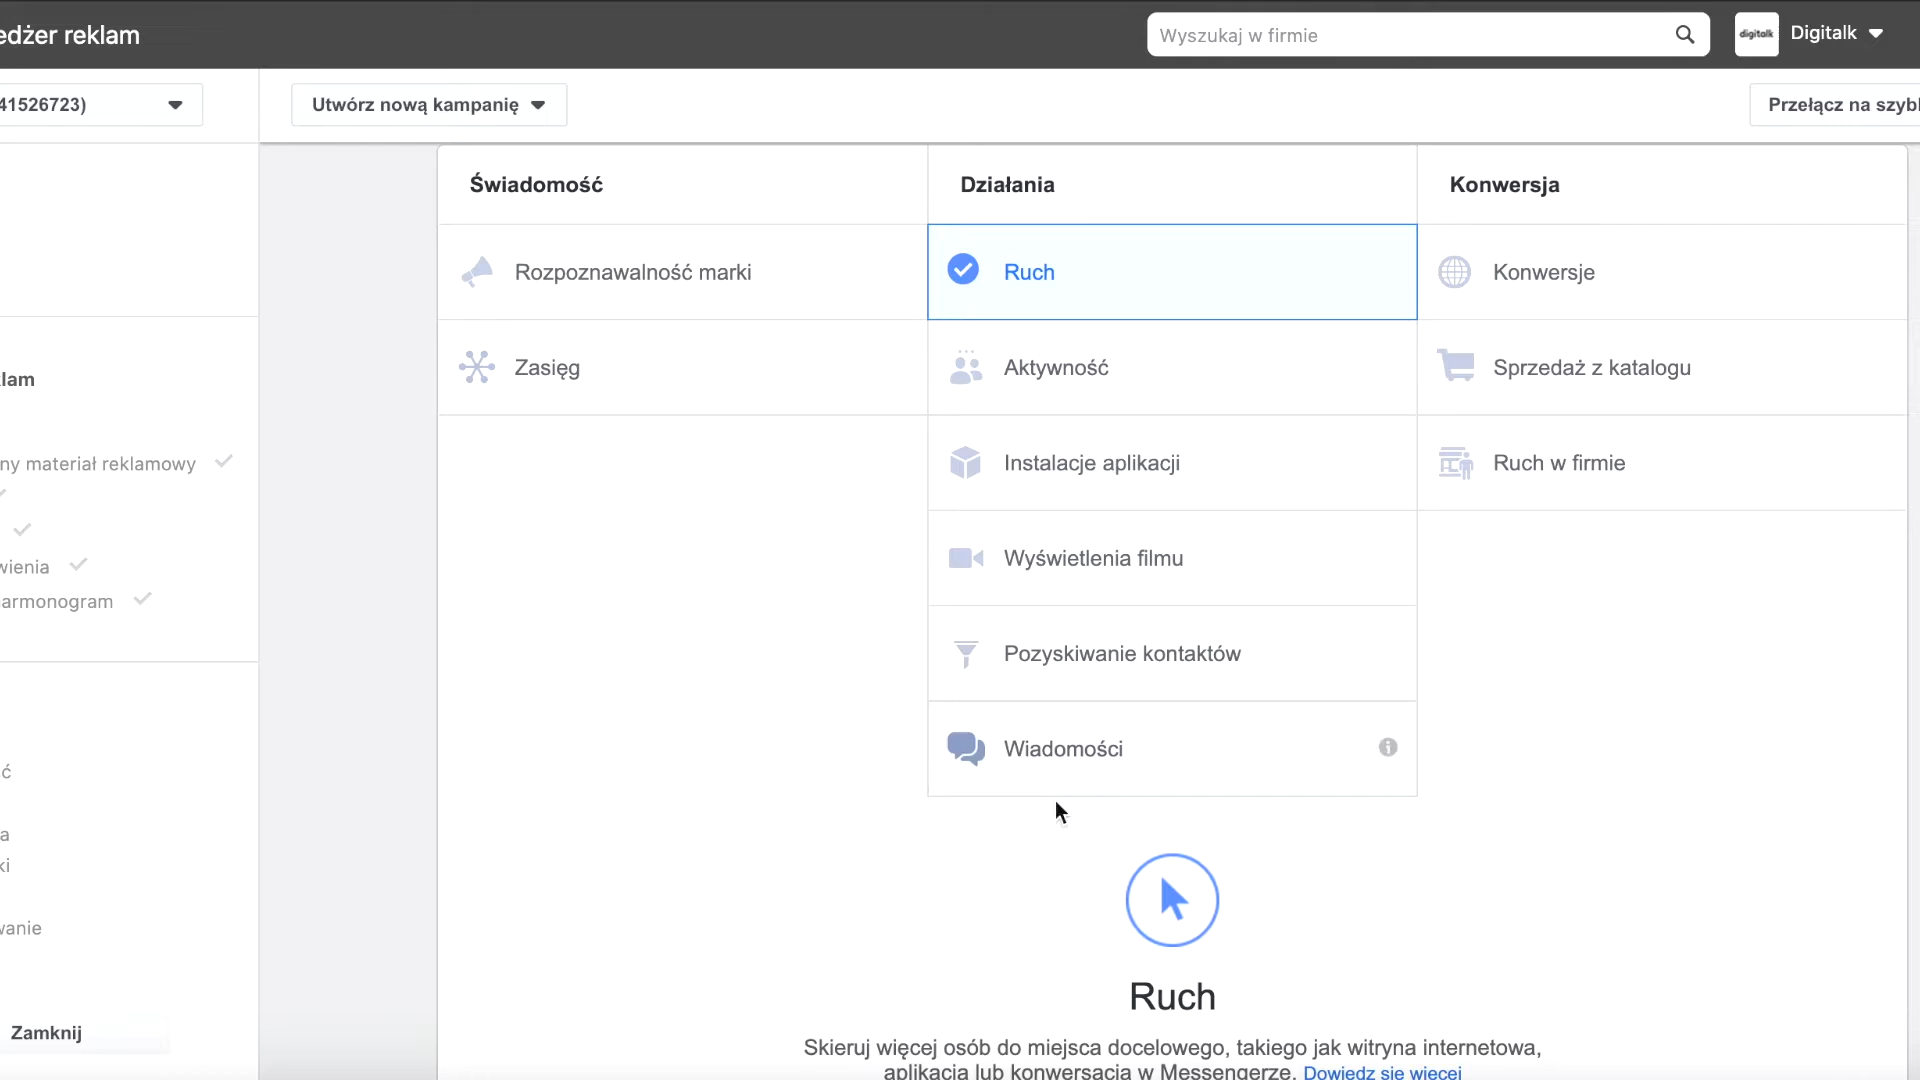 edżer reklam
Wyszukaj w firmie
digitalk
Digitalk
41526723)
Utwórz nową kampanię
Przełącz na szybk
Świadomość
Działania
Konwersja
Rozpoznawalność marki
Ruch
Konwersje
Zasięg
Aktywność
Sprzedaż z katalogu
klam
Instalacje aplikacji
Ruch w firmie
ny materiał reklamowy
Wyświetlenia filmu
wienia
armonogram
Pozyskiwanie kontaktów
Wiadomości
ć
a
ki
wanie
Ruch
Zamknij
Skieruj więcej osób do miejsca docelowego, takiego jak witryna internetowa,
aplikacja lub konwersacja w Messengerze. Dowiedz się więcej